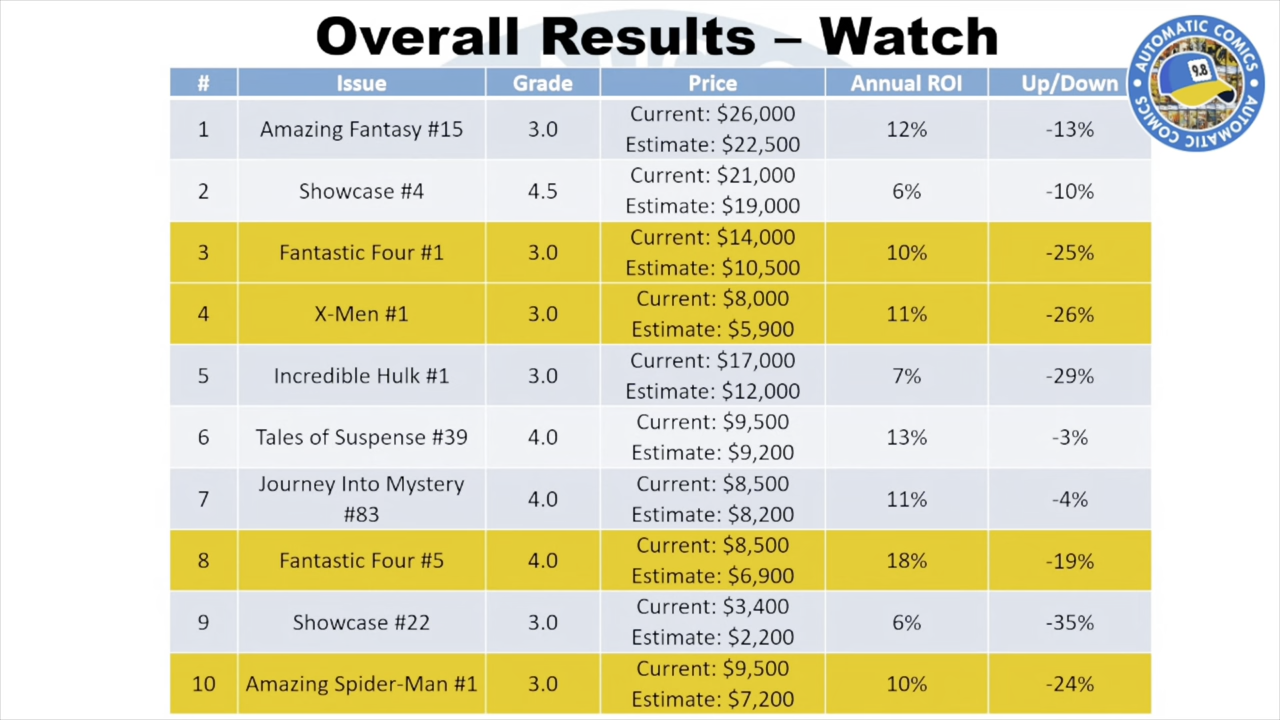 Overall Results – Watch
AUTOMATIC COMICS
9.8
AUTOMATIC COMICS
# Issue Grade Price Annual ROI Up/Down
1 Amazing Fantasy #15 3.0 Current: $26,000 12% -13%
Estimate: $22,500
2 Showcase #4 4.5 Current: $21,000 6% -10%
Estimate: $19,000
3 Fantastic Four #1 3.0 Current: $14,000 10% -25%
Estimate: $10,500
4 X-Men #1 3.0 Current: $8,000 11% -26%
Estimate: $5,900
5 Incredible Hulk #1 3.0 Current: $17,000 7% -29%
Estimate: $12,000
6 Tales of Suspense #39 4.0 Current: $9,500 13% -3%
Estimate: $9,200
7 Journey Into Mystery 4.0 Current: $8,500 11% -4%
#83 Estimate: $8,200
8 Fantastic Four #5 4.0 Current: $8,500 18% -19%
Estimate: $6,900
9 Showcase #22 3.0 Current: $3,400 6% -35%
Estimate: $2,200
10 Amazing Spider-Man #1 3.0 Current: $9,500 10% -24%
Estimate: $7,200